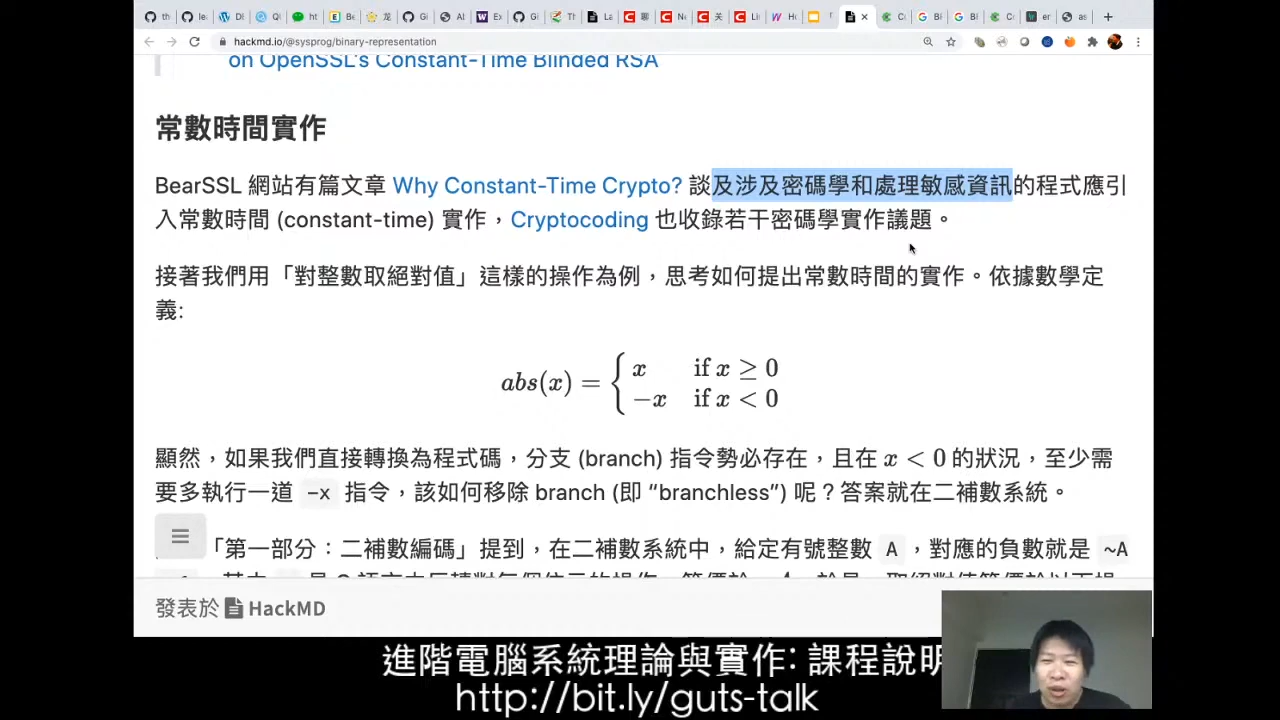 hackmd.io/@sysprog/binary-representation
on OpenSSL's Constant-Time Blinded RSA
常數時間實作
BearSSL 網站有篇文章 Why Constant-Time Crypto? 談及涉及密碼學和處理敏感資訊的程式應引
入常數時間 (constant-time) 實作，Cryptocoding 也收錄若干密碼學實作議題。
接著我們用「對整數取絕對值」這樣的操作為例，思考如何提出常數時間的實作。依據數學定
義:
abs(x) = { x if x ≥ 0
−x if x < 0
顯然，如果我們直接轉換為程式碼，分支 (branch) 指令勢必存在，且在 x < 0 的狀況，至少需
要多執行一道 -x 指令，該如何移除 branch (即 “branchless”) 呢？答案就在二補數系統。
「第一部分：二補數編碼」提到，在二補數系統中，給定有號整數 A ，對應的負數就是 ~A
發表於 HackMD
進階電腦系統理論與實作: 課程說明
http://bit.ly/guts-talk